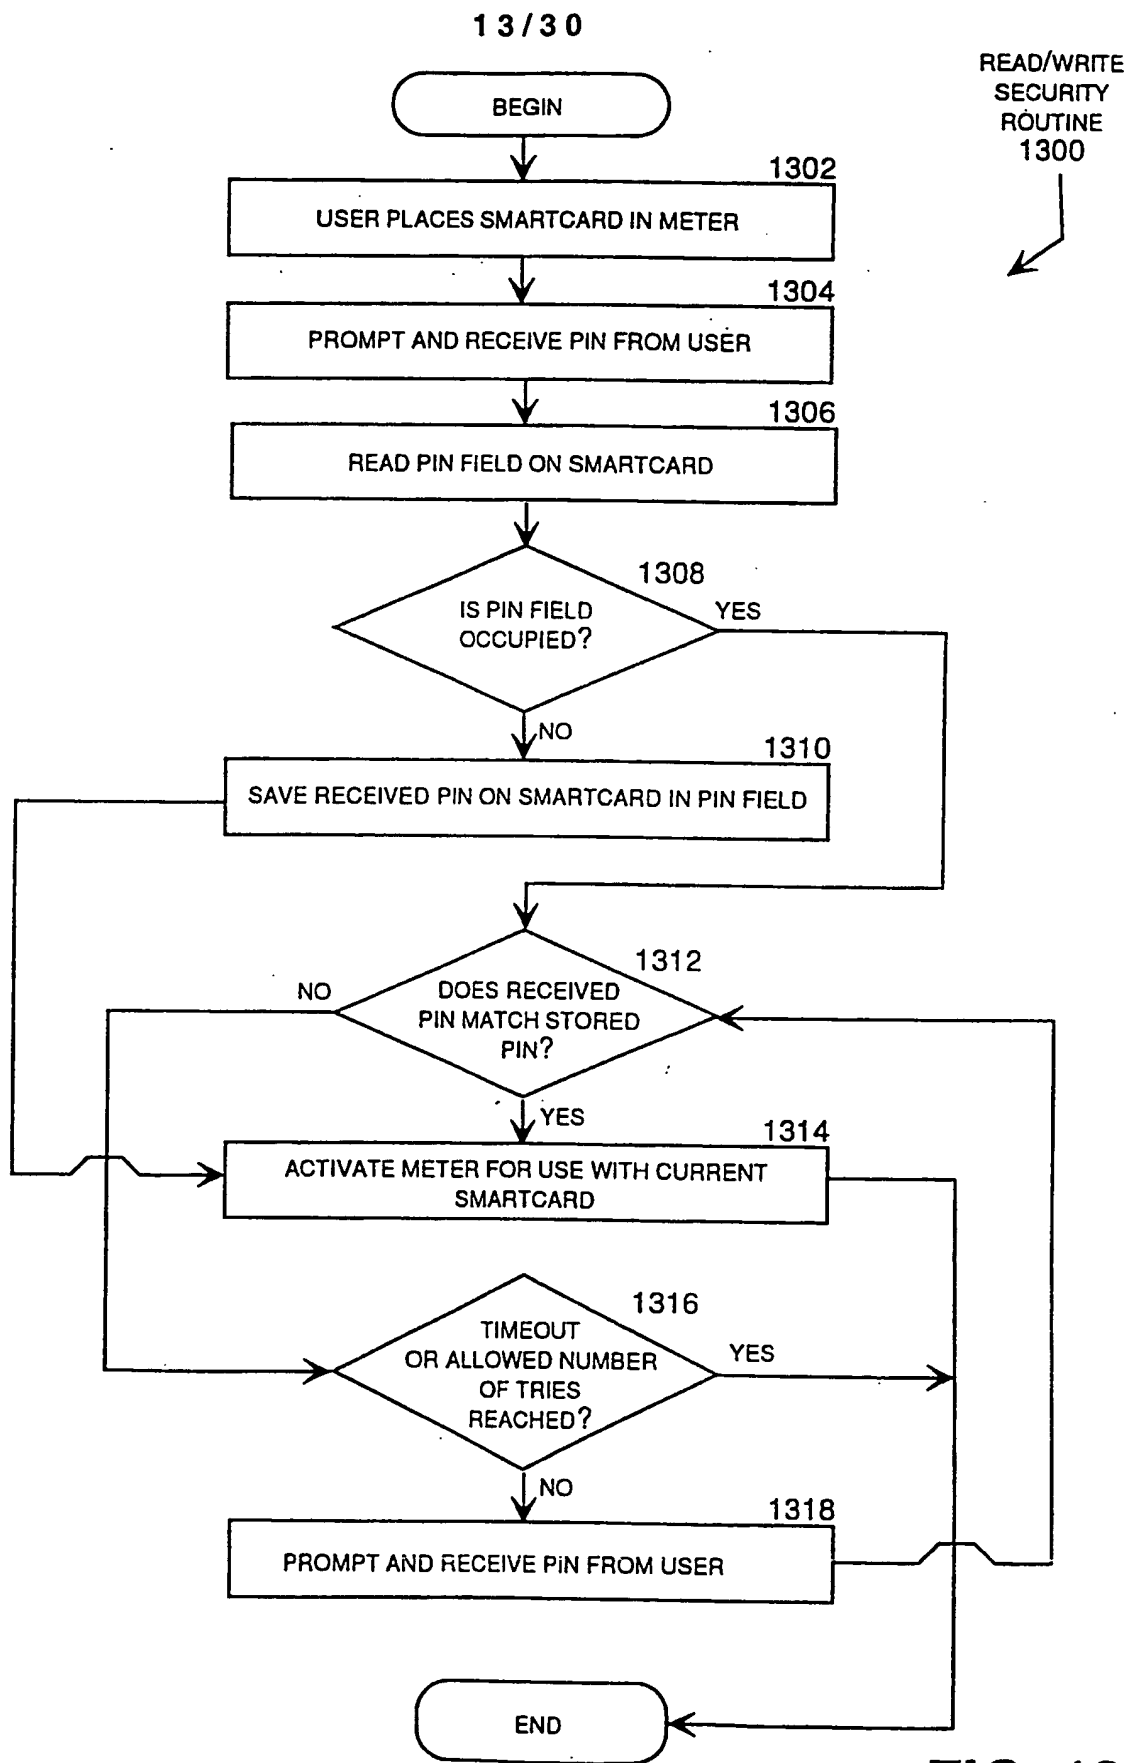 13/30
READ/WRITE
SECURITY
ROUTINE
1300
BEGIN
1302
USER PLACES SMARTCARD IN METER
1304
PROMPT AND RECEIVE PIN FROM USER
1306
READ PIN FIELD ON SMARTCARD
1308
IS PIN FIELD
OCCUPIED?
YES
NO
1310
SAVE RECEIVED PIN ON SMARTCARD IN PIN FIELD
1312
DOES RECEIVED
PIN MATCH STORED
PIN?
NO
YES
1314
ACTIVATE METER FOR USE WITH CURRENT
SMARTCARD
1316
TIMEOUT
OR ALLOWED NUMBER
OF TRIES
REACHED?
YES
NO
1318
PROMPT AND RECEIVE PIN FROM USER
END